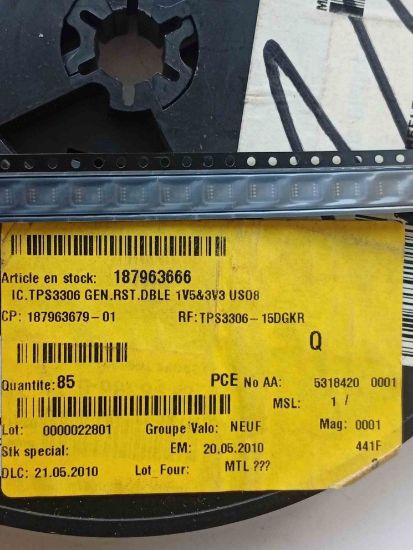 Article en stock: 187963666
IC.TPS3306 GEN.RST.DBLE 1V5&3V3 USO8
CP: 187963679-01 RF:TPS3306-15DGKR
Q
Quantite: 85 PCE No AA: 5318420 0001
MSL: 1 /
Lot: 0000022801 Groupe Valo: NEUF Mag: 0001
Stk special: EM: 20.05.2010 441F
DLC: 21.05.2010 Lot_Four: MTL ???